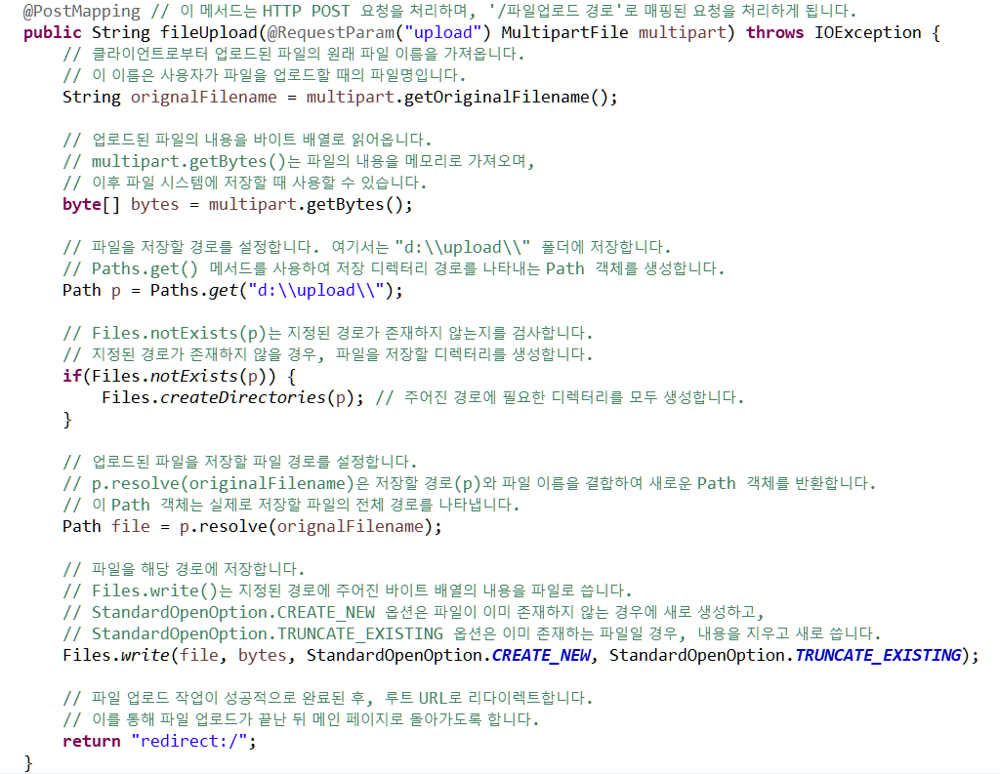 @PostMapping // 이 메서드는 HTTP POST 요청을 처리하며, '/파일업로드 경로'로 매핑된 요청을 처리하게 됩니다.
public String fileUpload(@RequestParam("upload") MultipartFile multipart) throws IOException {
// 클라이언트로부터 업로드된 파일의 원래 파일 이름을 가져옵니다.
// 이 이름은 사용자가 파일을 업로드할 때의 파일명입니다.
String orignalFilename = multipart.getOriginalFilename();
// 업로드된 파일의 내용을 바이트 배열로 읽어옵니다.
// multipart.getBytes()는 파일의 내용을 메모리로 가져오며,
// 이후 파일 시스템에 저장할 때 사용할 수 있습니다.
byte[] bytes = multipart.getBytes();
// 파일을 저장할 경로를 설정합니다. 여기서는 "d:\\upload\\" 폴더에 저장합니다.
// Paths.get() 메서드를 사용하여 저장 디렉터리 경로를 나타내는 Path 객체를 생성합니다.
Path p = Paths.get("d:\\upload\\");
// Files.notExists(p)는 지정된 경로가 존재하지 않는지를 검사합니다.
// 지정된 경로가 존재하지 않을 경우, 파일을 저장할 디렉터리를 생성합니다.
if(Files.notExists(p)) {
Files.createDirectories(p); // 주어진 경로에 필요한 디렉터리를 모두 생성합니다.
}
// 업로드된 파일을 저장할 파일 경로를 설정합니다.
// p.resolve(originalFilename)은 저장할 경로(p)와 파일 이름을 결합하여 새로운 Path 객체를 반환합니다.
// 이 Path 객체는 실제로 저장할 파일의 전체 경로를 나타냅니다.
Path file = p.resolve(orignalFilename);
// 파일을 해당 경로에 저장합니다.
// Files.write()는 지정된 경로에 주어진 바이트 배열의 내용을 파일로 씁니다.
// StandardOpenOption.CREATE_NEW 옵션은 파일이 이미 존재하지 않는 경우에 새로 생성하고,
// StandardOpenOption.TRUNCATE_EXISTING 옵션은 이미 존재하는 파일일 경우, 내용을 지우고 새로 씁니다.
Files.write(file, bytes, StandardOpenOption.CREATE_NEW, StandardOpenOption.TRUNCATE_EXISTING);
// 파일 업로드 작업이 성공적으로 완료된 후, 루트 URL로 리다이렉트합니다.
// 이를 통해 파일 업로드가 끝난 뒤 메인 페이지로 돌아가도록 합니다.
return "redirect:/";
}